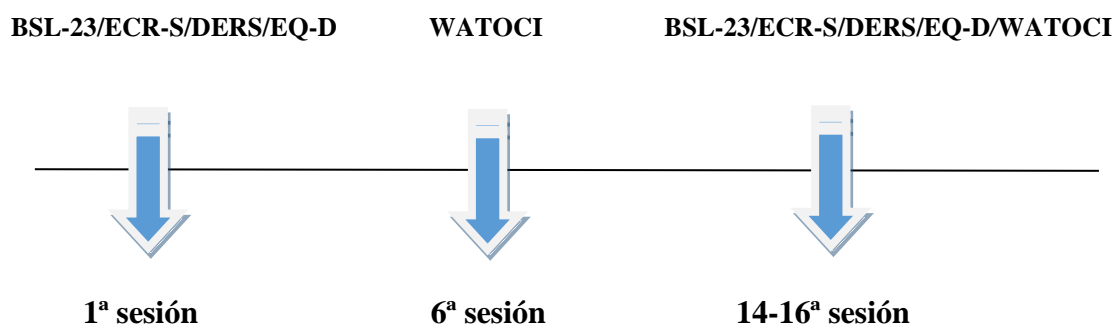 BSL-23/ECR-S/DERS/EQ-D WATOCI BSL-23/ECR-S/DERS/EQ-D/WATOCI
1ª sesión 6ª sesión 14-16ª sesión